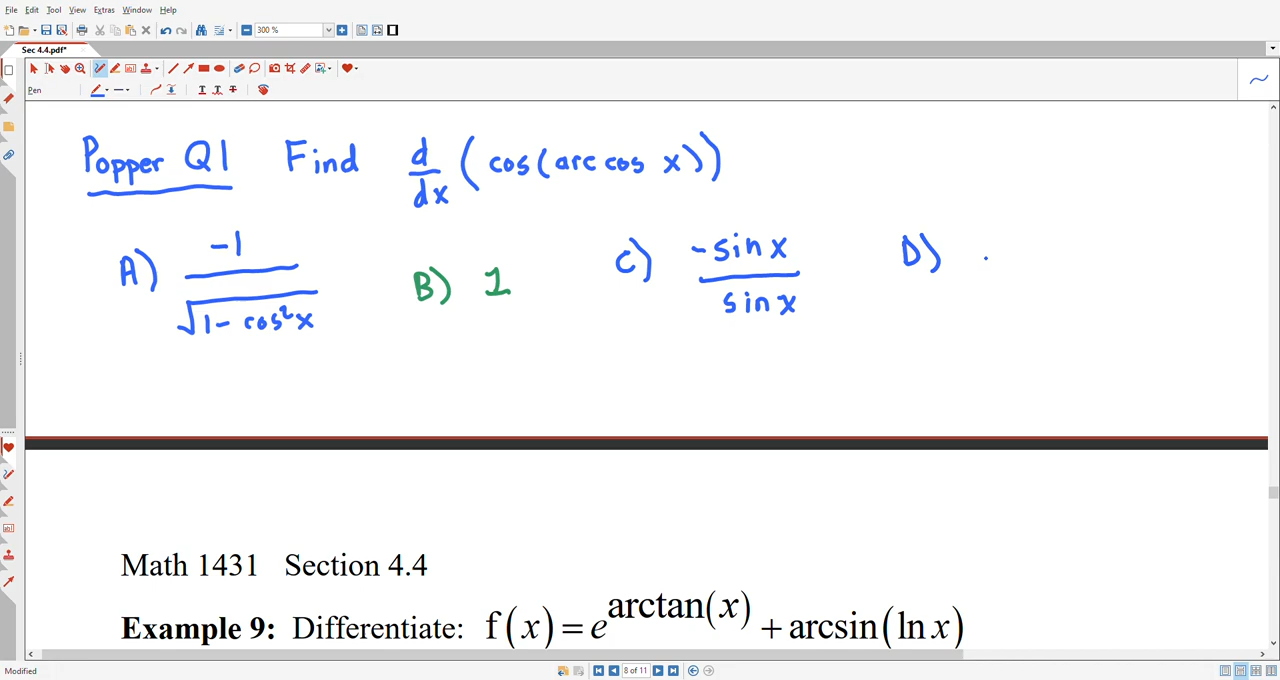 File Edit Tool View Extras Window Help
300 %
Sec 4.4.pdf*
Pen
Popper Q1 Find d/dx (cos(arccos x))
A) -1/√(1-cos²x) B) 1 C) -sin x/sin x D)
Math 1431 Section 4.4
Example 9: Differentiate: f(x) = e^arctan(x) + arcsin(ln x)
Modified
8 of 11